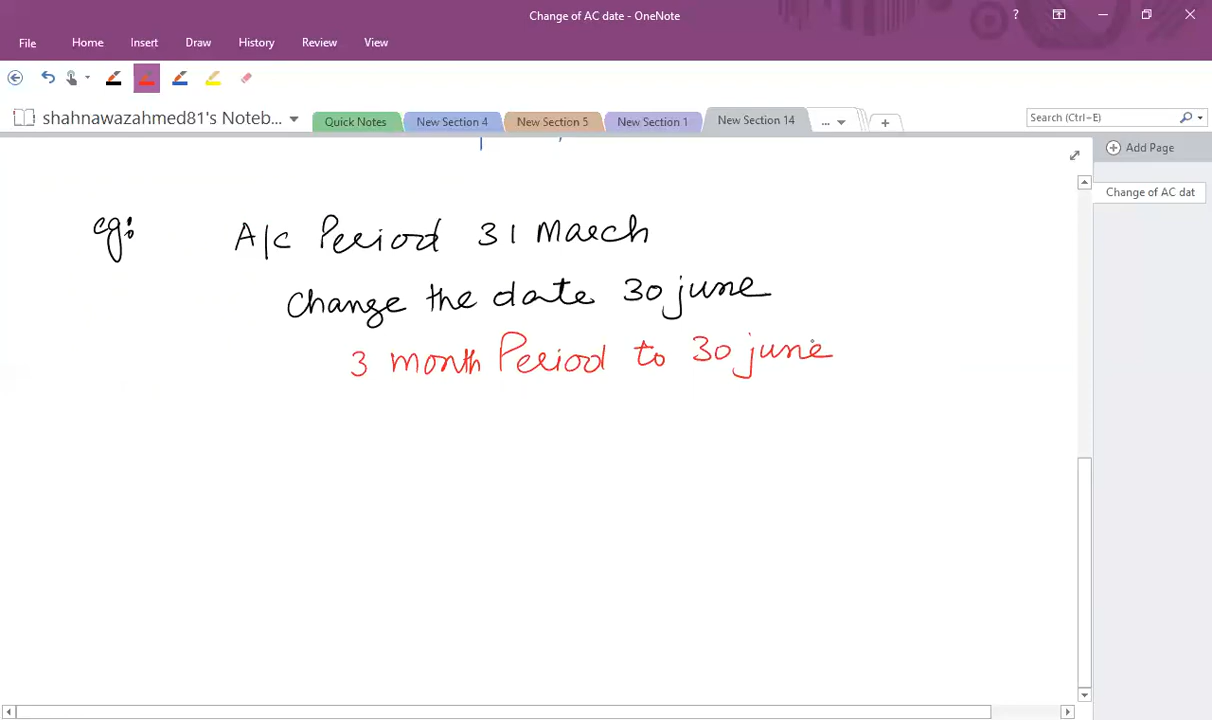 Change of AC date - OneNote
?
File Home Insert Draw History Review View
shahnawazahmed81's Noteb...
Quick Notes
New Section 4
New Section 5
New Section 1
New Section 14
...
Search (Ctrl+E)
Add Page
Change of AC dat
eg: A/c Period 31 March
Change the date 30 june
3 month Period to 30 june